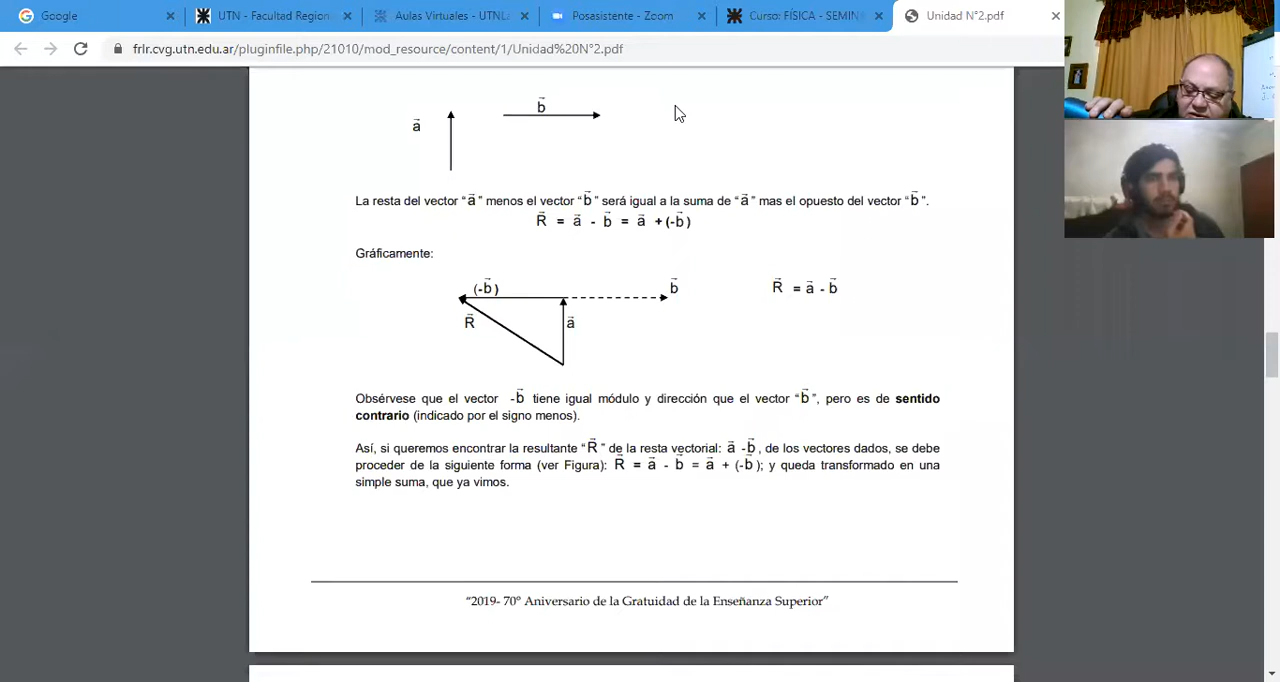 Google
UTN - Facultad Region
Aulas Virtuales - UTNL
Posasistente - Zoom
Curso: FÍSICA - SEMIN
Unidad N°2.pdf
frlr.cvg.utn.edu.ar/pluginfile.php/21010/mod_resource/content/1/Unidad%20N°2.pdf
a⃗
b⃗
La resta del vector “a⃗” menos el vector “b⃗” será igual a la suma de “a⃗” mas el opuesto del vector “b⃗”.
R⃗ = a⃗ - b⃗ = a⃗ +(-b⃗)
Gráficamente:
(-b⃗)
b⃗
R⃗ = a⃗ - b⃗
R⃗
a⃗
Obsérvese que el vector -b⃗ tiene igual módulo y dirección que el vector “b⃗”, pero es de sentido
contrario (indicado por el signo menos).
Así, si queremos encontrar la resultante “R⃗” de la resta vectorial: a⃗ -b⃗, de los vectores dados, se debe
proceder de la siguiente forma (ver Figura): R⃗ = a⃗ - b⃗ = a⃗ + (-b⃗); y queda transformado en una
simple suma, que ya vimos.
“2019- 70° Aniversario de la Gratuidad de la Enseñanza Superior”